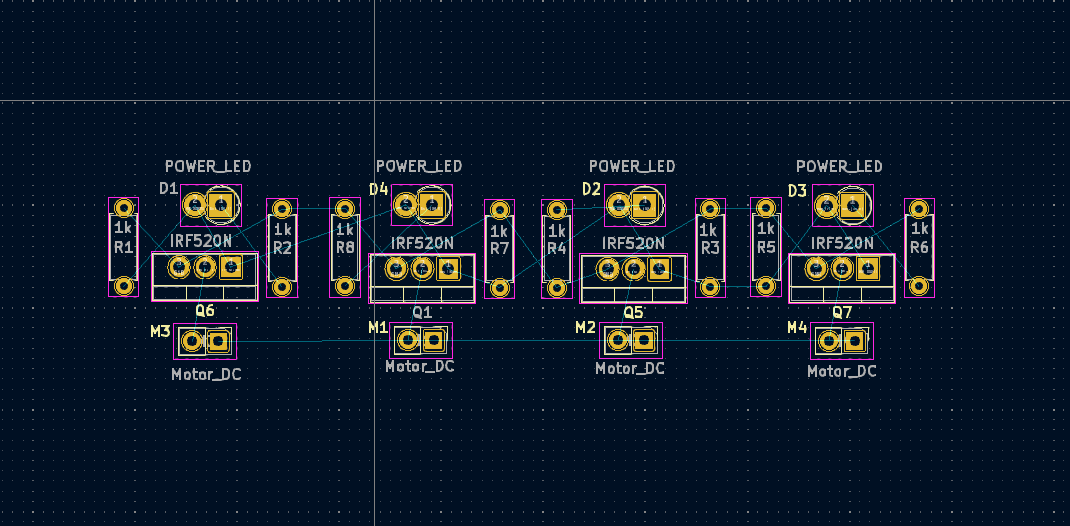 POWER_LED
POWER_LED
POWER_LED
POWER_LED
D1
D4
D2
D3
1k
R1
1k
R2
1k
R8
1k
R7
1k
R4
1k
R3
1k
R5
1k
R6
IRF520N
IRF520N
IRF520N
IRF520N
Q6
Q1
Q5
Q7
M3
M1
M2
M4
Motor_DC
Motor_DC
Motor_DC
Motor_DC